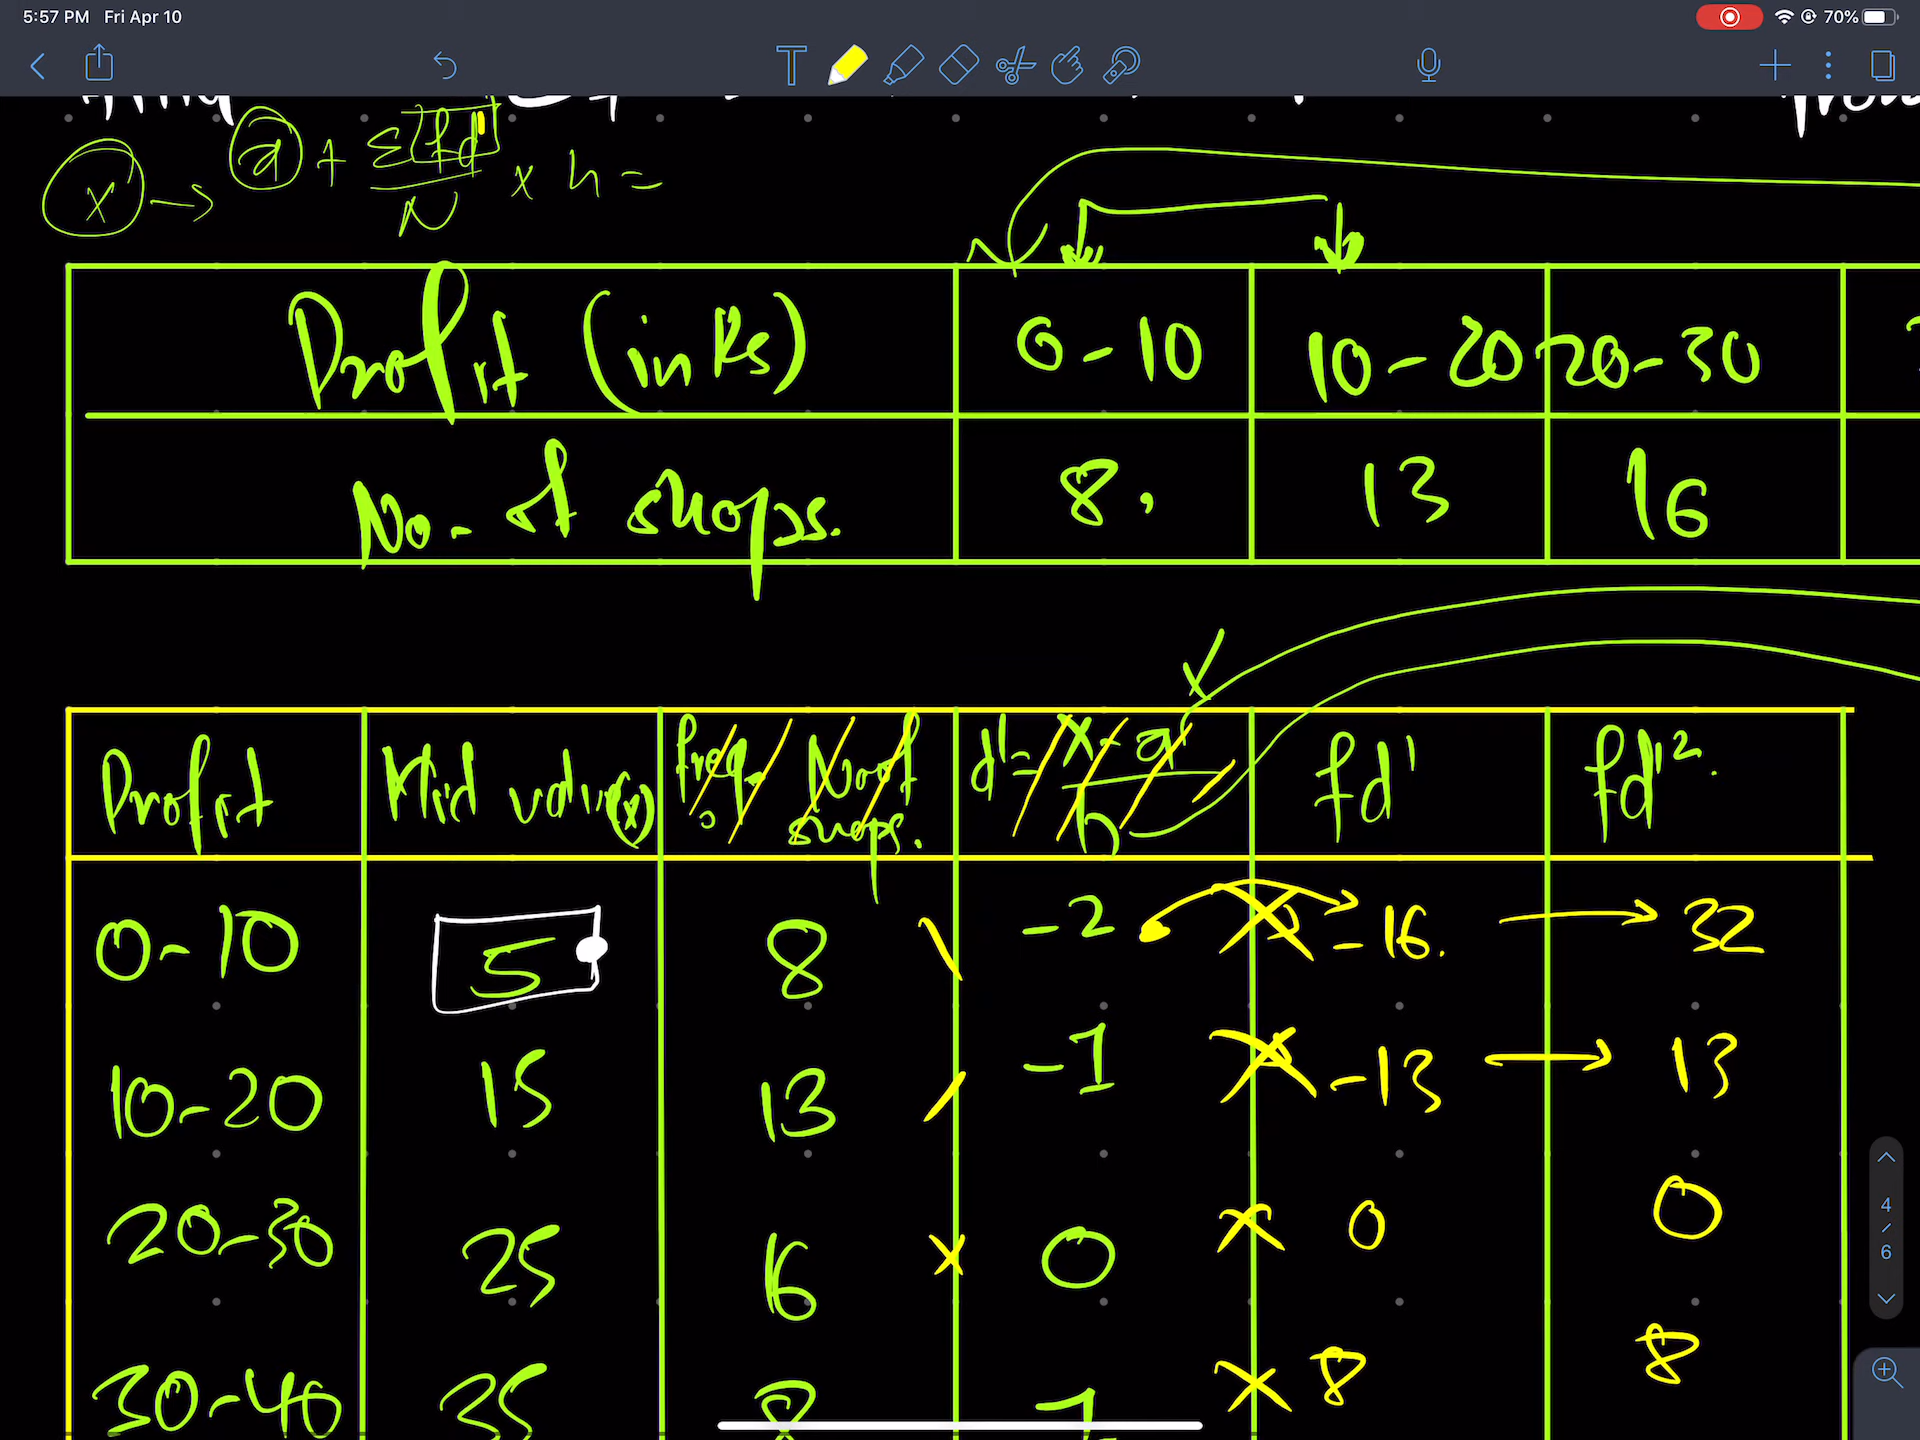 5:57 PM Fri Apr 10
70%
x → a + Σfd'/N × h =
Profit (in Rs) 0-10 10-20 20-30
No. of shops. 8, 13 16
Profit Mid value(x) freq. No of shops. d' = x-a/h fd' fd'².
0-10 5 8 -2 -16. → 32
10-20 15 13 -1 -13 → 13
20-30 25 16 0 0 0
30-40 35 8 1 8 8
4
/
6